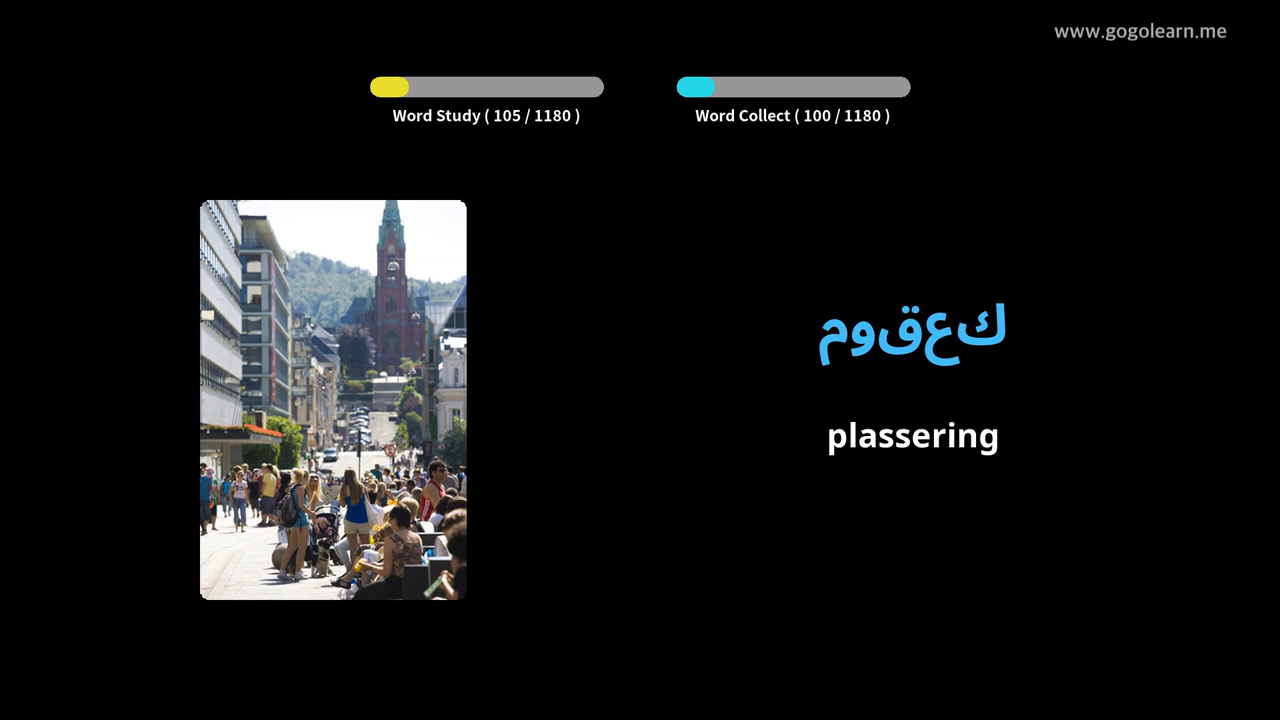 www.gogolearn.me
Word Study ( 105 / 1180 )
Word Collect ( 100 / 1180 )
موقعك
plassering